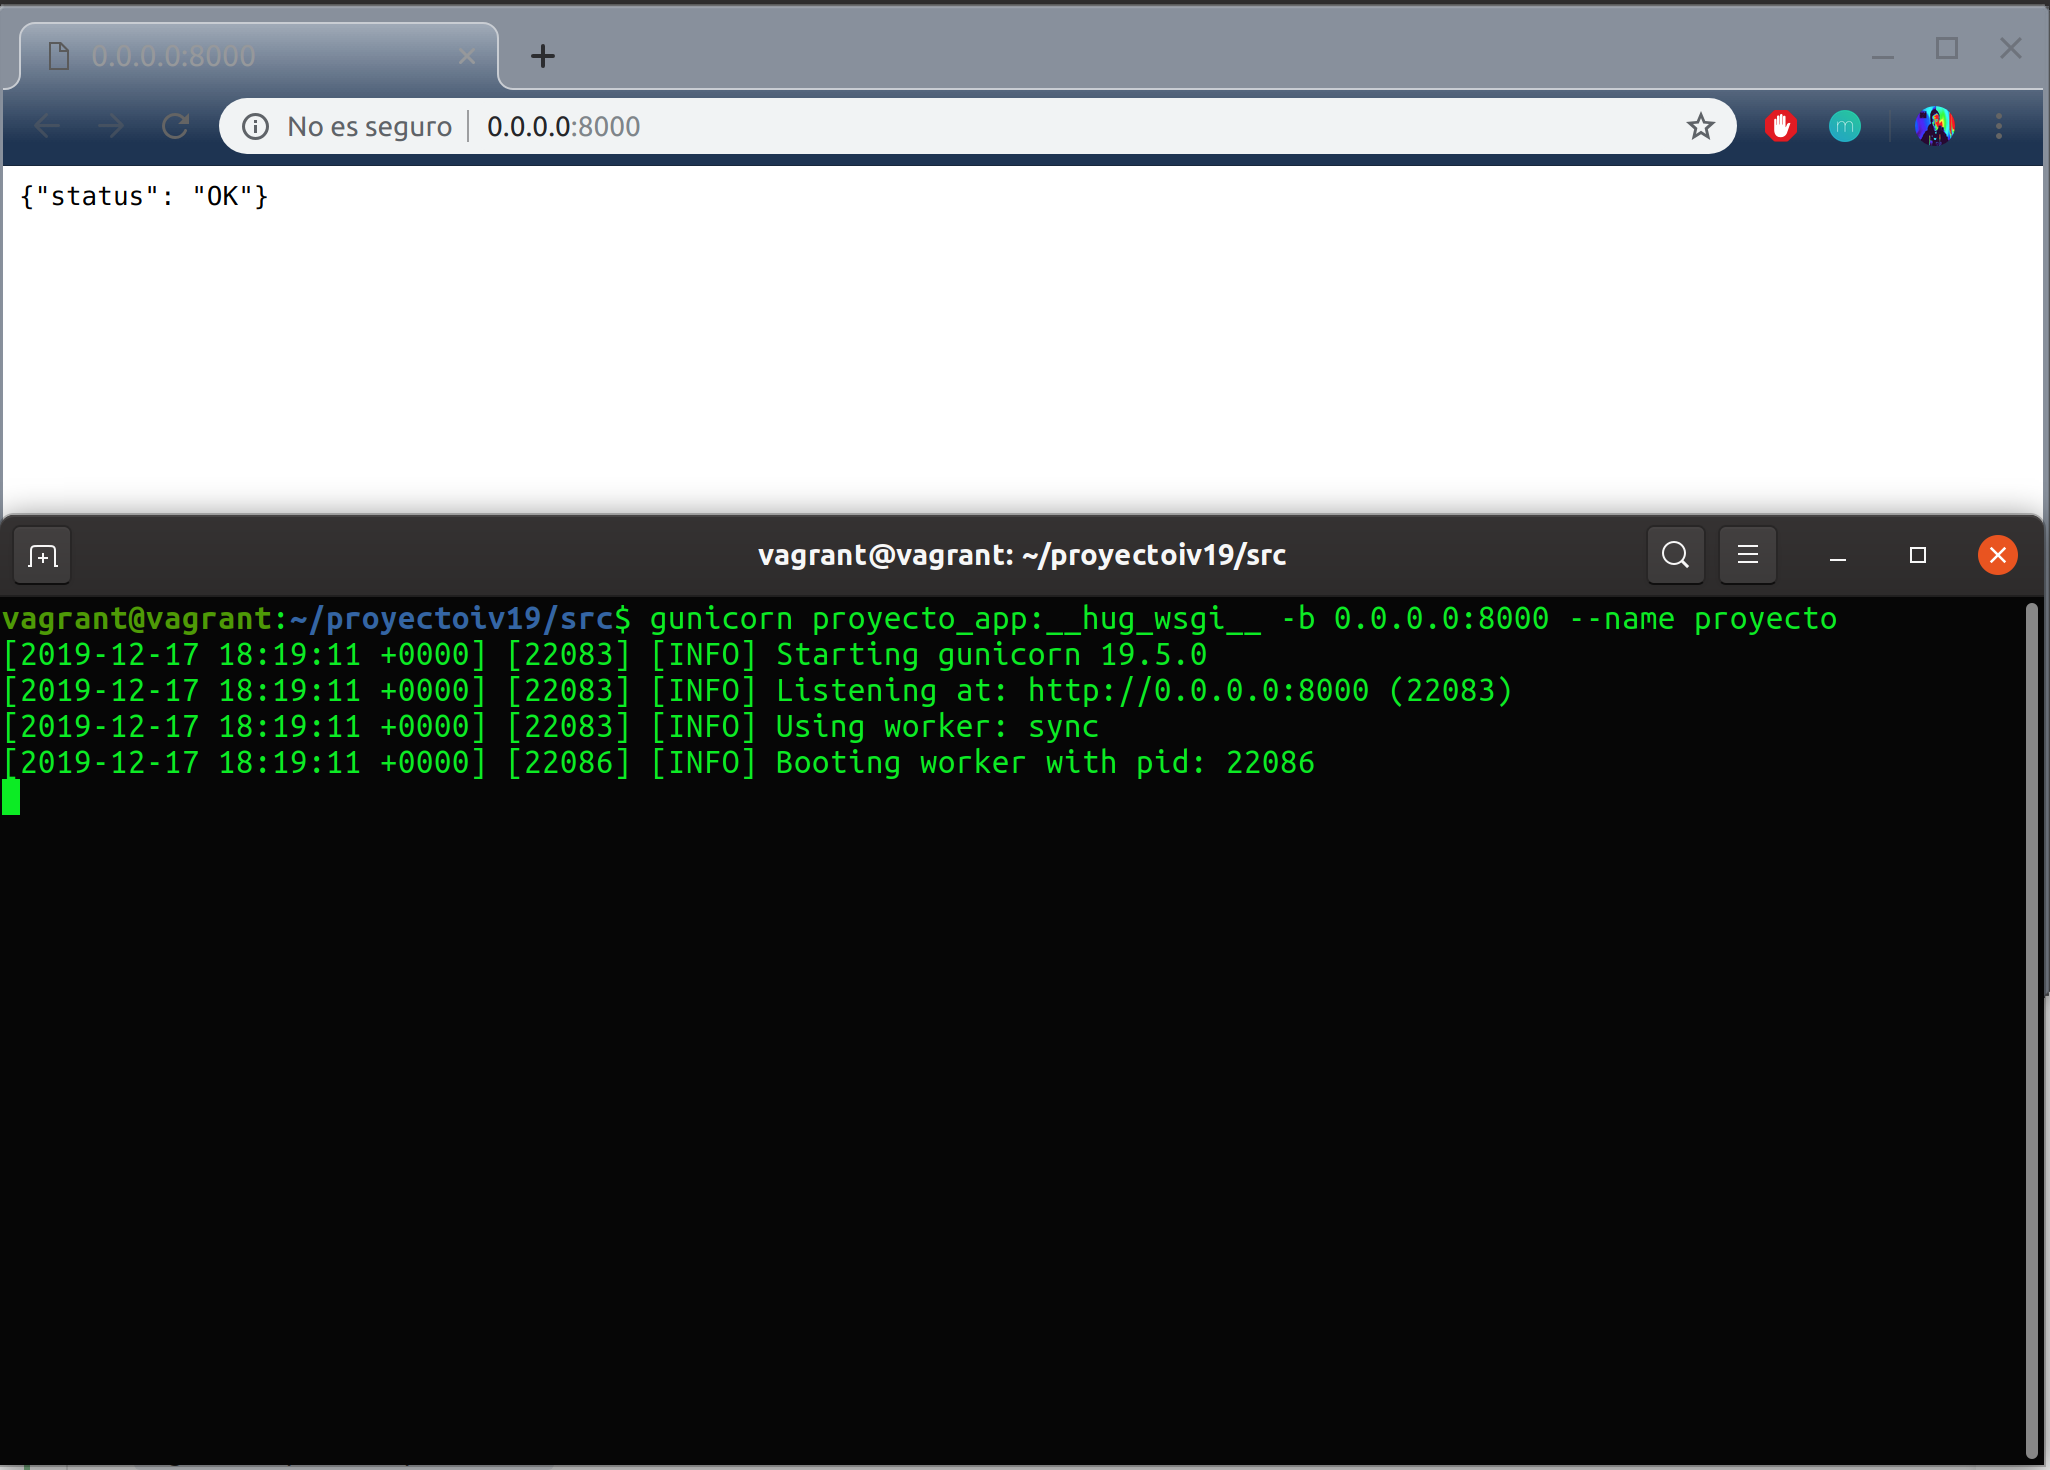 0.0.0.0:8000
No es seguro 0.0.0.0:8000
m
{"status": "OK"}
vagrant@vagrant: ~/proyectoiv19/src
vagrant@vagrant:~/proyectoiv19/src$ gunicorn proyecto_app:__hug_wsgi__ -b 0.0.0.0:8000 --name proyecto
[2019-12-17 18:19:11 +0000] [22083] [INFO] Starting gunicorn 19.5.0
[2019-12-17 18:19:11 +0000] [22083] [INFO] Listening at: http://0.0.0.0:8000 (22083)
[2019-12-17 18:19:11 +0000] [22083] [INFO] Using worker: sync
[2019-12-17 18:19:11 +0000] [22086] [INFO] Booting worker with pid: 22086